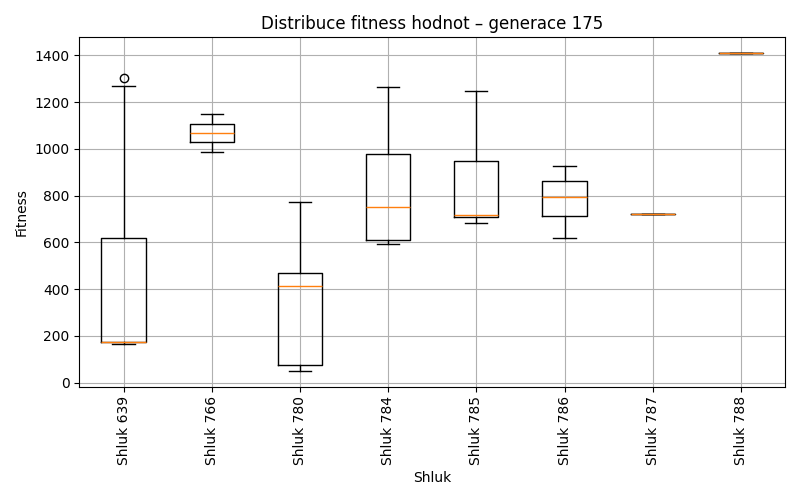 Distribuce fitness hodnot – generace 175
Fitness
1400
1200
1000
800
600
400
200
0
Shluk 639
Shluk 766
Shluk 780
Shluk 784
Shluk 785
Shluk 786
Shluk 787
Shluk 788
Shluk